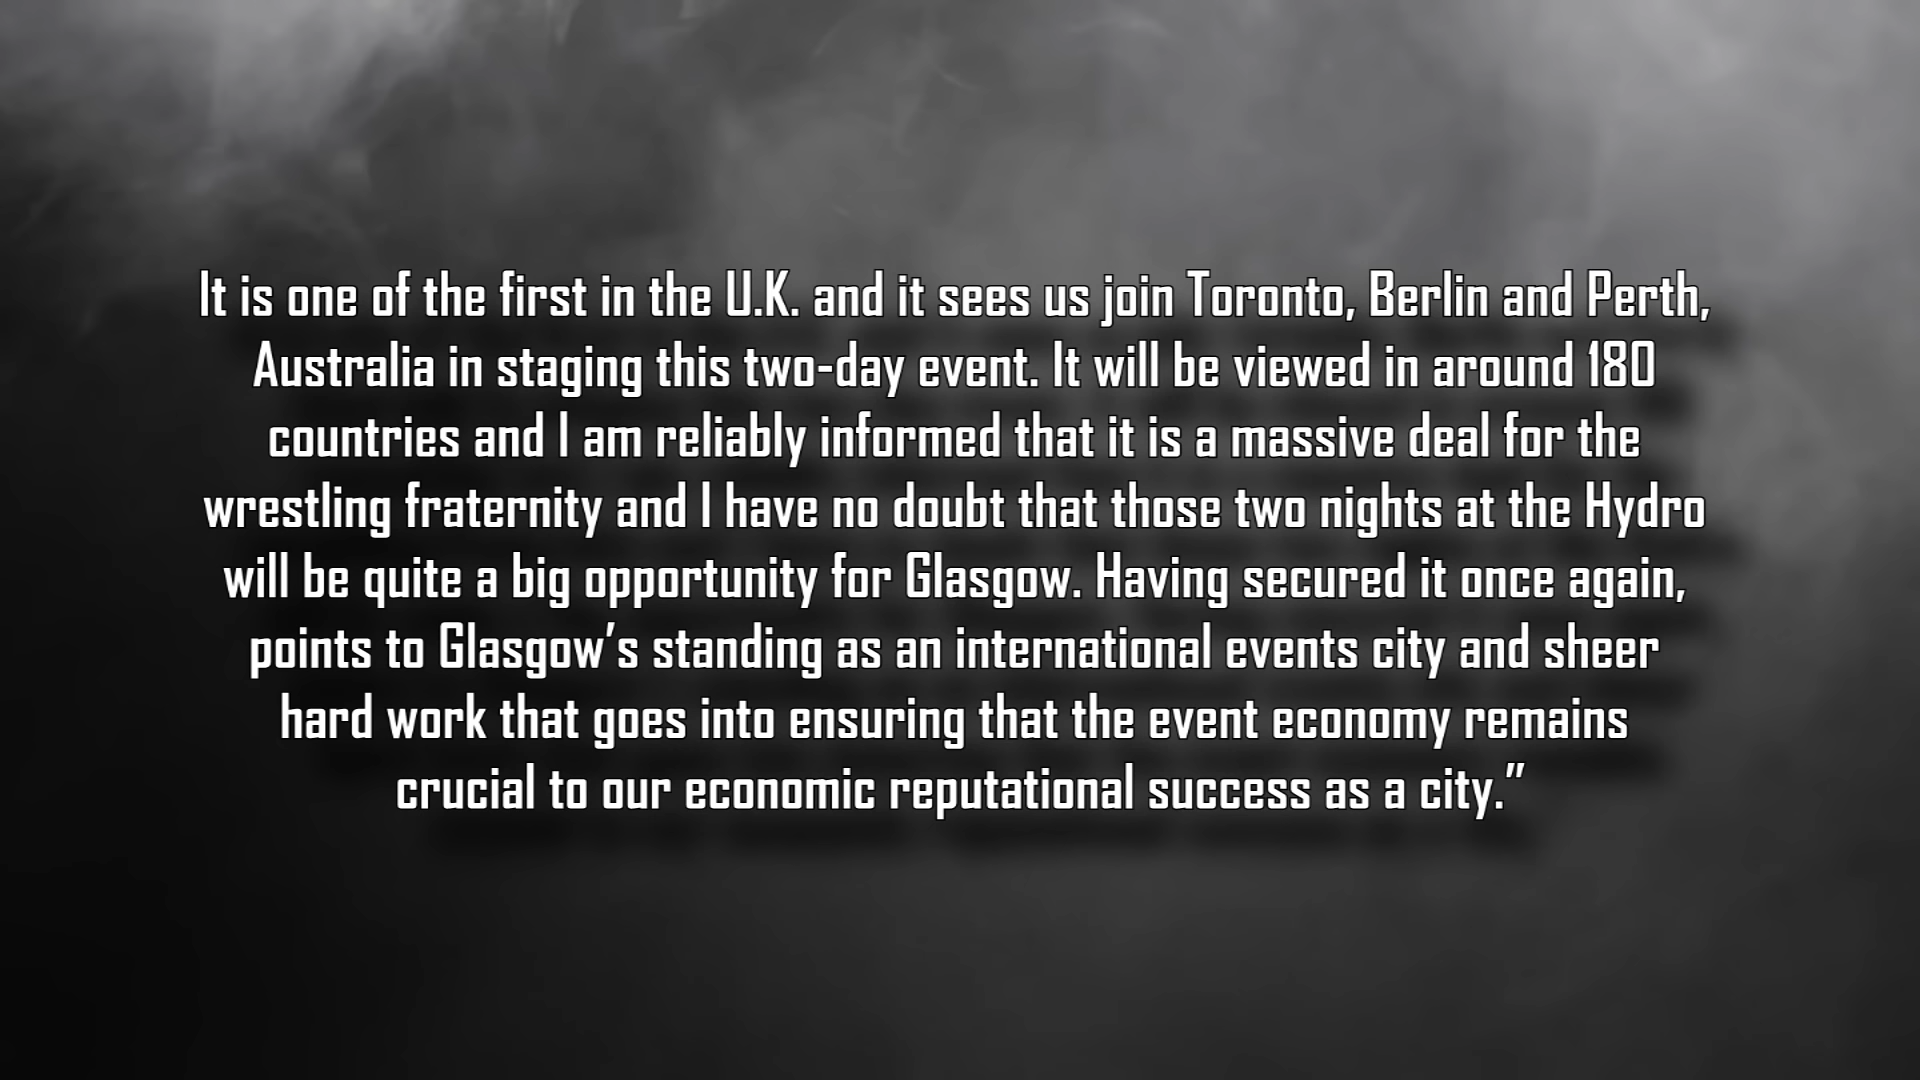 It is one of the first in the U.K. and it sees us join Toronto, Berlin and Perth,
Australia in staging this two-day event. It will be viewed in around 180
countries and I am reliably informed that it is a massive deal for the
wrestling fraternity and I have no doubt that those two nights at the Hydro
will be quite a big opportunity for Glasgow. Having secured it once again,
points to Glasgow’s standing as an international events city and sheer
hard work that goes into ensuring that the event economy remains
crucial to our economic reputational success as a city.”